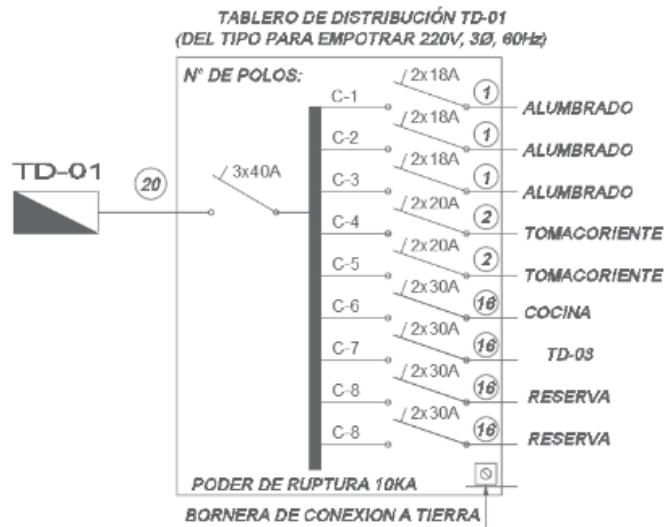 TABLERO DE DISTRIBUCIÓN TD-01
(DEL TIPO PARA EMPOTRAR 220V, 3Ø, 60Hz)
N° DE POLOS:
TD-01
20
3x40A
C-1 2x18A 1 ALUMBRADO
C-2 2x18A 1 ALUMBRADO
C-3 2x18A 1 ALUMBRADO
C-4 2x20A 2 TOMACORIENTE
C-5 2x20A 2 TOMACORIENTE
C-6 2x30A 16 COCINA
C-7 2x30A 16 TD-03
C-8 2x30A 16 RESERVA
C-8 2x30A 16 RESERVA
PODER DE RUPTURA 10KA
BORNERA DE CONEXION A TIERRA